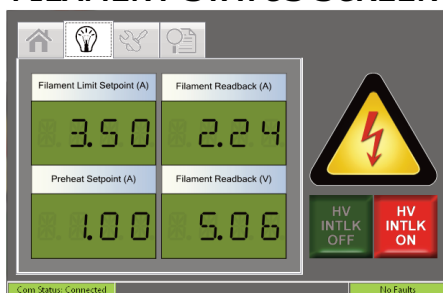 Filament Limit Setpoint (A) Filament Readback (A)
3.50 2.24
Preheat Setpoint (A) Filament Readback (V)
1.00 5.06
HV INTLK OFF
HV INTLK ON
Com Status: Connected No Faults